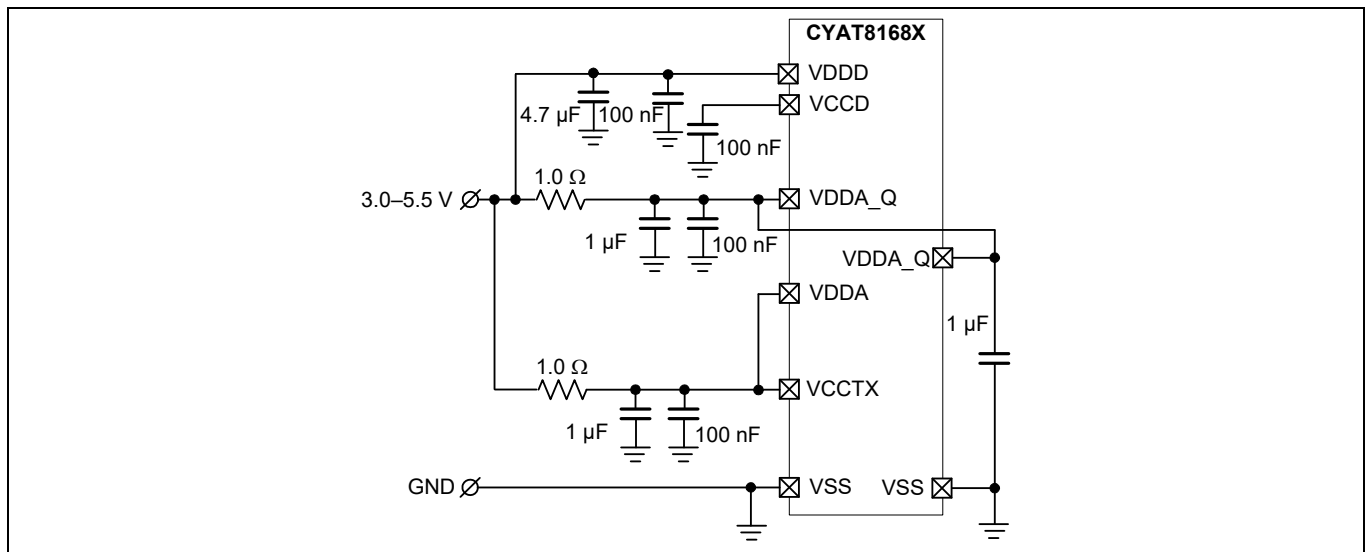 CYAT8168X
VDDD
VCCD
4.7 µF 100 nF
100 nF
1.0 Ω
3.0–5.5 V
VDDA_Q
1 µF
100 nF
VDDA_Q
VDDA
1 µF
1.0 Ω
VCCTX
1 µF
100 nF
GND
VSS
VSS